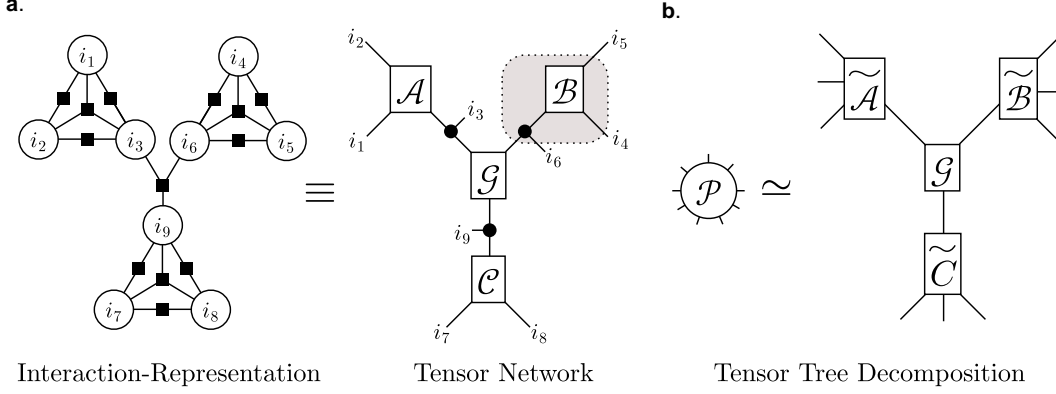 a.
b.
i₁
i₄
i₂
i₃
i₆
i₅
i₉
i₇
i₈
≡
i₂
i₅
𝒜
ℬ
i₃
i₁
i₆
i₄
𝒢
i₉
𝒞
i₇
i₈
𝒫
≃
𝒜̃
ℬ̃
𝒢
C̃
Interaction-Representation
Tensor Network
Tensor Tree Decomposition